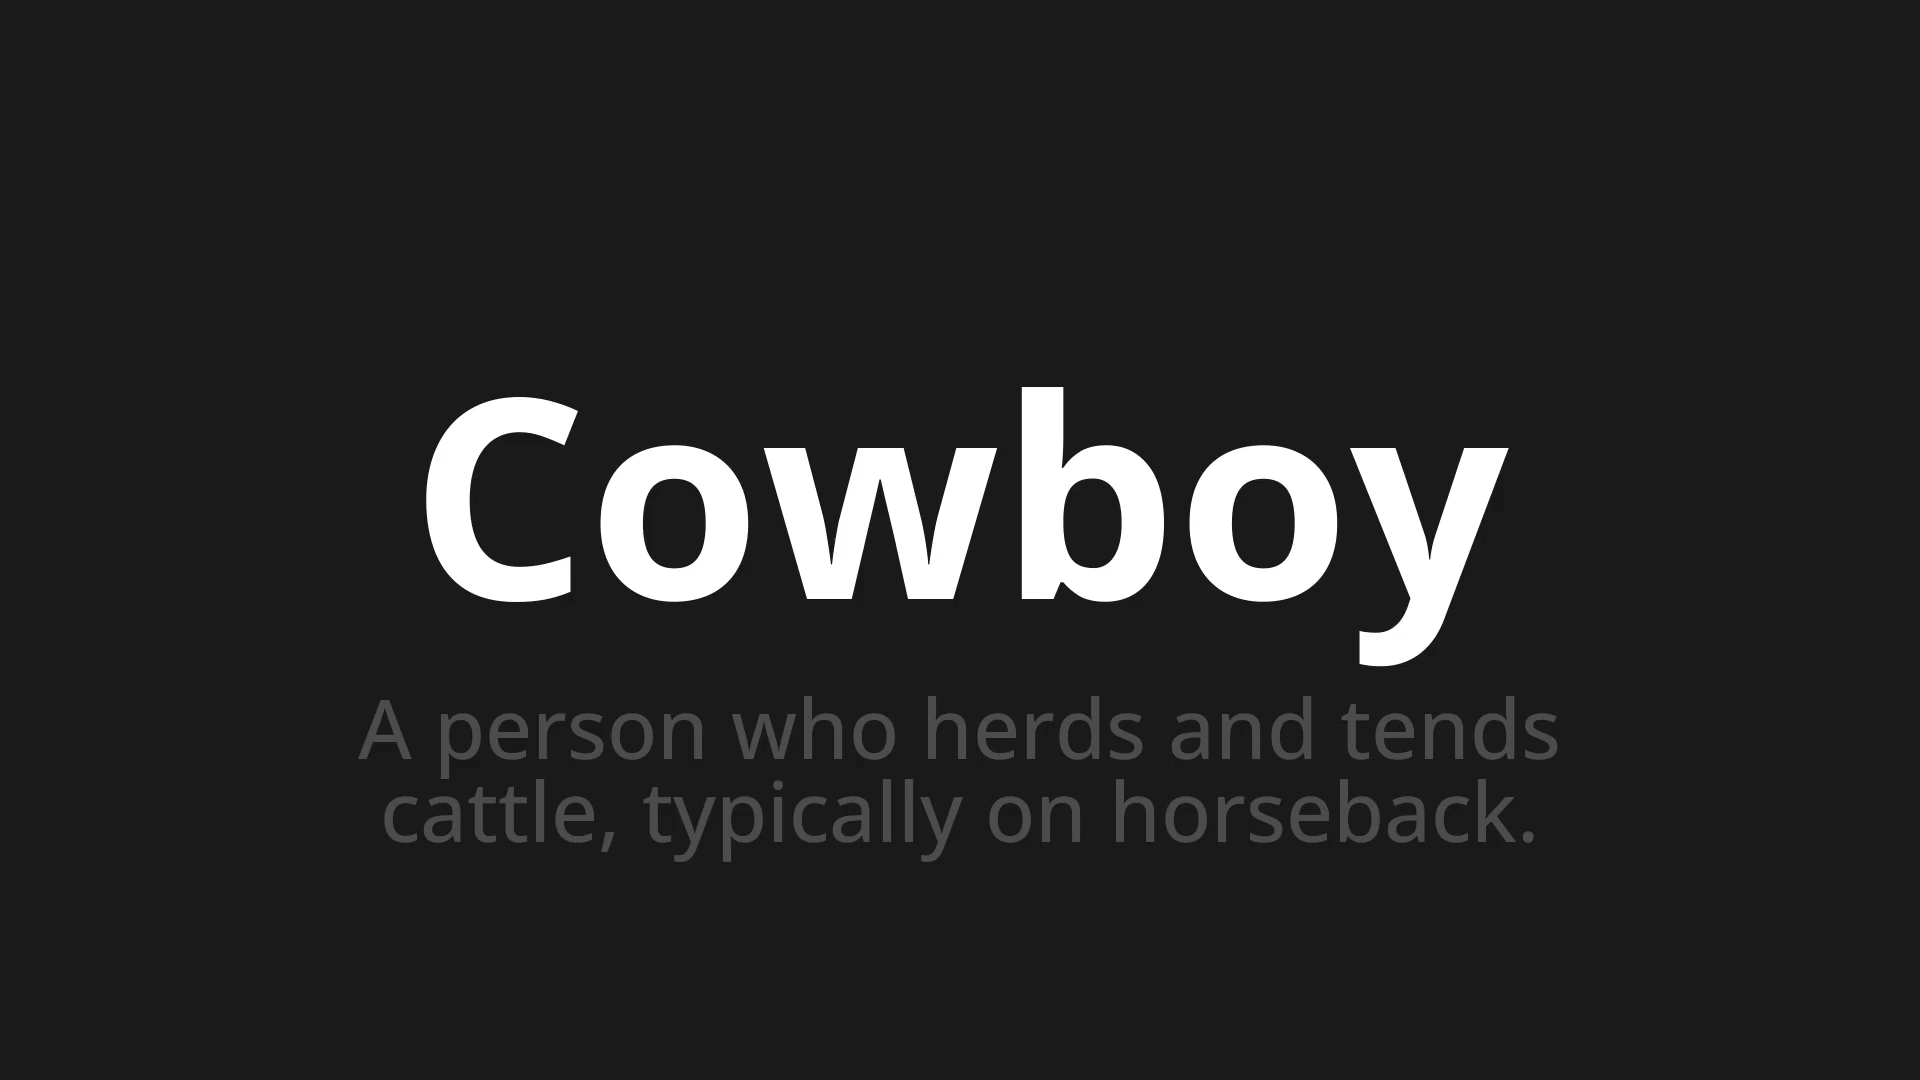 Cowboy
A person who herds and tends
cattle, typically on horseback.